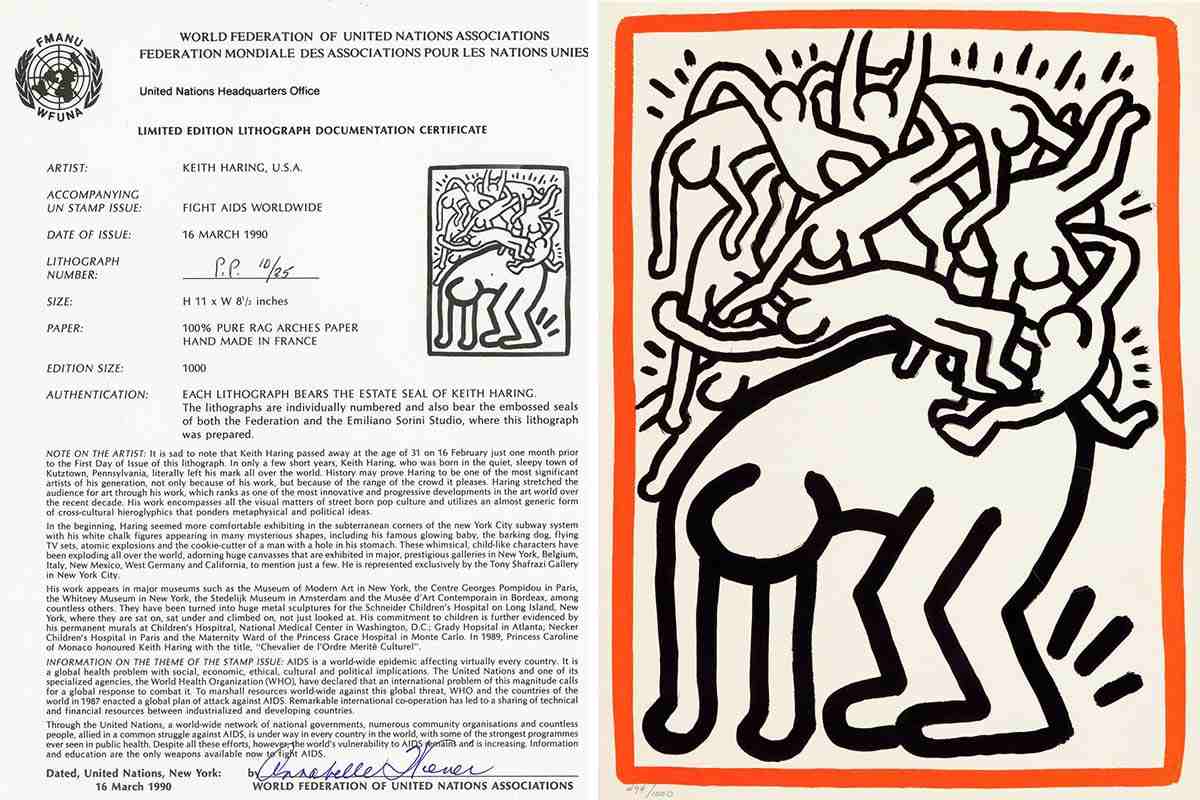 FMANU
WFUNA
WORLD FEDERATION OF UNITED NATIONS ASSOCIATIONS
FEDERATION MONDIALE DES ASSOCIATIONS POUR LES NATIONS UNIES
United Nations Headquarters Office
LIMITED EDITION LITHOGRAPH DOCUMENTATION CERTIFICATE
ARTIST: KEITH HARING, U.S.A.
ACCOMPANYING
UN STAMP ISSUE: FIGHT AIDS WORLDWIDE
DATE OF ISSUE: 16 MARCH 1990
LITHOGRAPH
NUMBER: P.P. 10/25
SIZE: H 11 x W 8½ inches
PAPER: 100% PURE RAG ARCHES PAPER
HAND MADE IN FRANCE
EDITION SIZE: 1000
AUTHENTICATION: EACH LITHOGRAPH BEARS THE ESTATE SEAL OF KEITH HARING.
The lithographs are individually numbered and also bear the embossed seals
of both the Federation and the Emiliano Sorini Studio, where this lithograph
was prepared.
NOTE ON THE ARTIST: It is sad to note that Keith Haring passed away at the age of 31 on 16 February just one month prior
to the First Day of Issue of this lithograph. In only a few short years, Keith Haring, who was born in the quiet, sleepy town of
Kutztown, Pennsylvania, literally left his mark all over the world. History may prove Haring to be one of the most significant
artists of his generation, not only because of his work, but because of the range of the crowd it pleases. Haring stretched the
audience for art through his work, which ranks as one of the most innovative and progressive developments in the art world over
the recent decade. His work encompasses all the visual matters of street born pop culture and utilizes an almost generic form
of cross-cultural hieroglyphics that ponders metaphysical and political ideas.
In the beginning, Haring seemed more comfortable exhibiting in the subterranean corners of the new York City subway system
with his white chalk figures appearing in many mysterious shapes, including his famous glowing baby, the barking dog, flying
TV sets, atomic explosions and the cookie-cutter of a man with a hole in his stomach. These whimsical, child-like characters have
been exploding all over the world, adorning huge canvasses that are exhibited in major, prestigious galleries in New York, Belgium,
Italy, New Mexico, West Germany and California, to mention just a few. He is represented exclusively by the Tony Shafrazi Gallery
in New York City.
His work appears in major museums such as the Museum of Modern Art in New York, the Centre Georges Pompidou in Paris,
the Whitney Museum in New York, the Stedelijk Museum in Amsterdam and the Musée d'Art Contemporain in Bordeax, among
countless others. They have been turned into huge metal sculptures for the Schneider Children's Hospital on Long Island, New
York, where they are sat on, sat under and climbed on, not just looked at. His commitment to children is further evidenced by
his permanent murals at Children's Hospitral, National Medical Center in Washington, D.C.; Grady Hopsital in Atlanta; Necker
Children's Hospital in Paris and the Maternity Ward of the Princess Grace Hospital in Monte Carlo. In 1989, Princess Caroline
of Monaco honoured Keith Haring with the title, "Chevalier de l'Ordre Meritè Culturel".
INFORMATION ON THE THEME OF THE STAMP ISSUE: AIDS is a world-wide epidemic affecting virtually every country. It is
a global health problem with social, economic, ethical, cultural and political implications. The United Nations and one of its
specialized agencies, the World Health Organization (WHO), have declared that an international problem of this magnitude calls
for a global response to combat it. To marshall resources world-wide against this global threat, WHO and the countries of the
world in 1987 enacted a global plan of attack against AIDS. Remarkable international co-operation has led to a sharing of technical
and financial resources between industrialized and developing countries.
Through the United Nations, a world-wide network of national governments, numerous community organisations and countless
people, allied in a common struggle against AIDS, is under way in every country in the world, with some of the strongest programmes
ever seen in public health. Despite all these efforts, however, the world's vulnerability to AIDS remains and is increasing. Information
and education are the only weapons available now to fight AIDS.
Dated, United Nations, New York: by Annabelle Wiener
16 March 1990 WORLD FEDERATION OF UNITED NATIONS ASSOCIATIONS
/1000